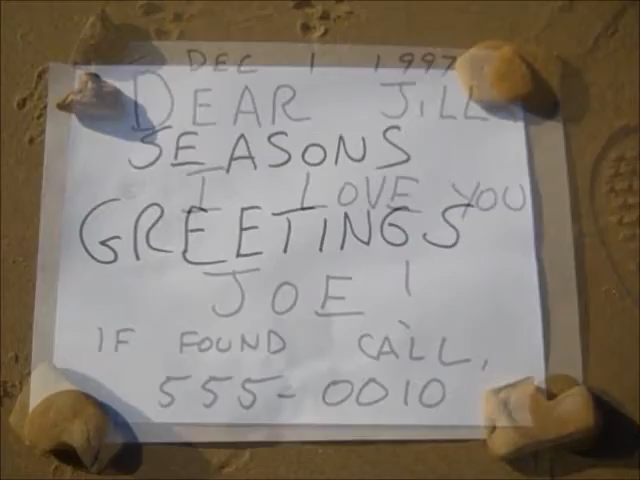 DEC 1 1997
DEAR JILL
SEASONS
I LOVE YOU
GREETINGS
JOE!
IF FOUND CALL,
555-0010